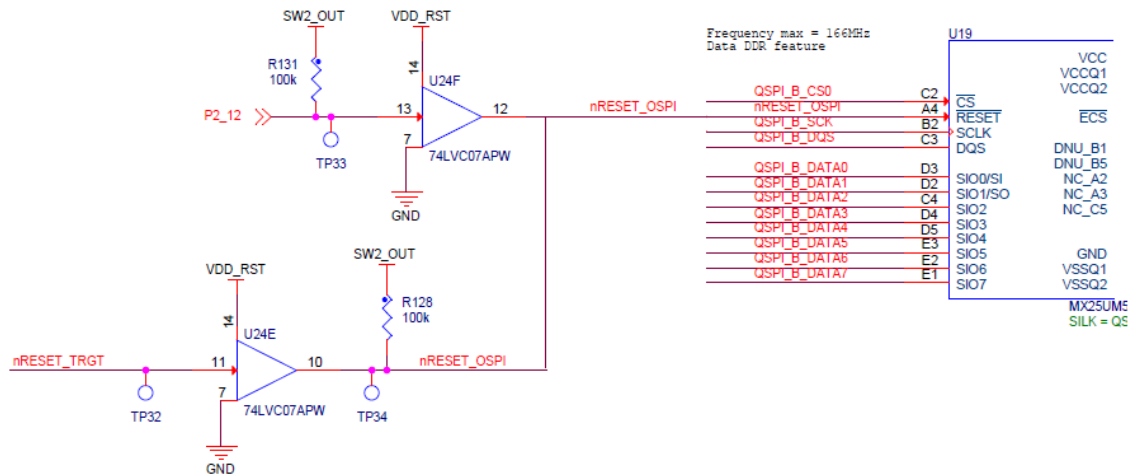 SW2_OUT
VDD_RST
R131
100k
14
U24F
P2_12
13
12
nRESET_OSPI
7
74LVC07APW
TP33
GND
VDD_RST
SW2_OUT
14
R128
100k
U24E
nRESET_TRGT
11
10
nRESET_OSPI
7
74LVC07APW
TP32
TP34
GND
Frequency max = 166MHz
Data DDR feature
U19
QSPI_B_CS0 C2 CS
nRESET_OSPI A4 RESET
QSPI_B_SCK B2 SCLK
QSPI_B_DQS C3 DQS
QSPI_B_DATA0 D3 SIO0/SI
QSPI_B_DATA1 D2 SIO1/SO
QSPI_B_DATA2 C4 SIO2
QSPI_B_DATA3 D4 SIO3
QSPI_B_DATA4 D5 SIO4
QSPI_B_DATA5 E3 SIO5
QSPI_B_DATA6 E2 SIO6
QSPI_B_DATA7 E1 SIO7
VCC
VCCQ1
VCCQ2
ECS
DNU_B1
DNU_B5
NC_A2
NC_A3
NC_C5
GND
VSSQ1
VSSQ2
MX25UM5
SILK = QS